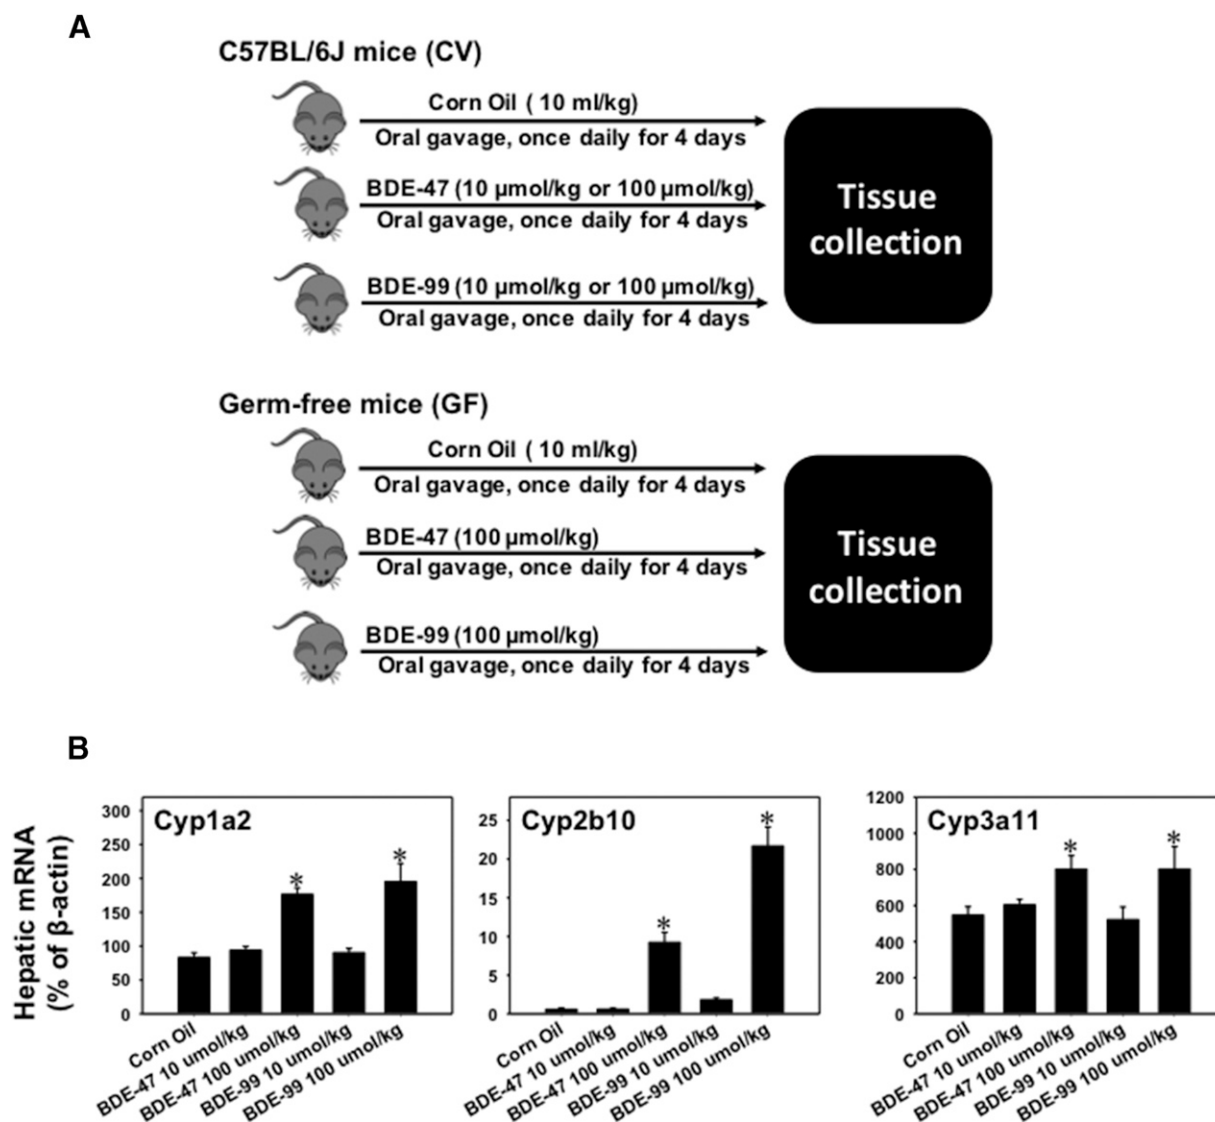 A
C57BL/6J mice (CV)
Corn Oil ( 10 ml/kg)
Oral gavage, once daily for 4 days
BDE-47 (10 µmol/kg or 100 µmol/kg)
Oral gavage, once daily for 4 days
BDE-99 (10 µmol/kg or 100 µmol/kg)
Oral gavage, once daily for 4 days
Tissue
collection
Germ-free mice (GF)
Corn Oil ( 10 ml/kg)
Oral gavage, once daily for 4 days
BDE-47 (100 µmol/kg)
Oral gavage, once daily for 4 days
BDE-99 (100 µmol/kg)
Oral gavage, once daily for 4 days
Tissue
collection
B
Hepatic mRNA
(% of β-actin)
Cyp1a2
300
250
200
150
100
50
0
*
*
Corn Oil
BDE-47 10 umol/kg
BDE-47 100 umol/kg
BDE-99 10 umol/kg
BDE-99 100 umol/kg
Cyp2b10
25
20
15
10
5
0
*
*
Corn Oil
BDE-47 10 umol/kg
BDE-47 100 umol/kg
BDE-99 10 umol/kg
BDE-99 100 umol/kg
Cyp3a11
1200
1000
800
600
400
200
0
*
*
Corn Oil
BDE-47 10 umol/kg
BDE-47 100 umol/kg
BDE-99 10 umol/kg
BDE-99 100 umol/kg